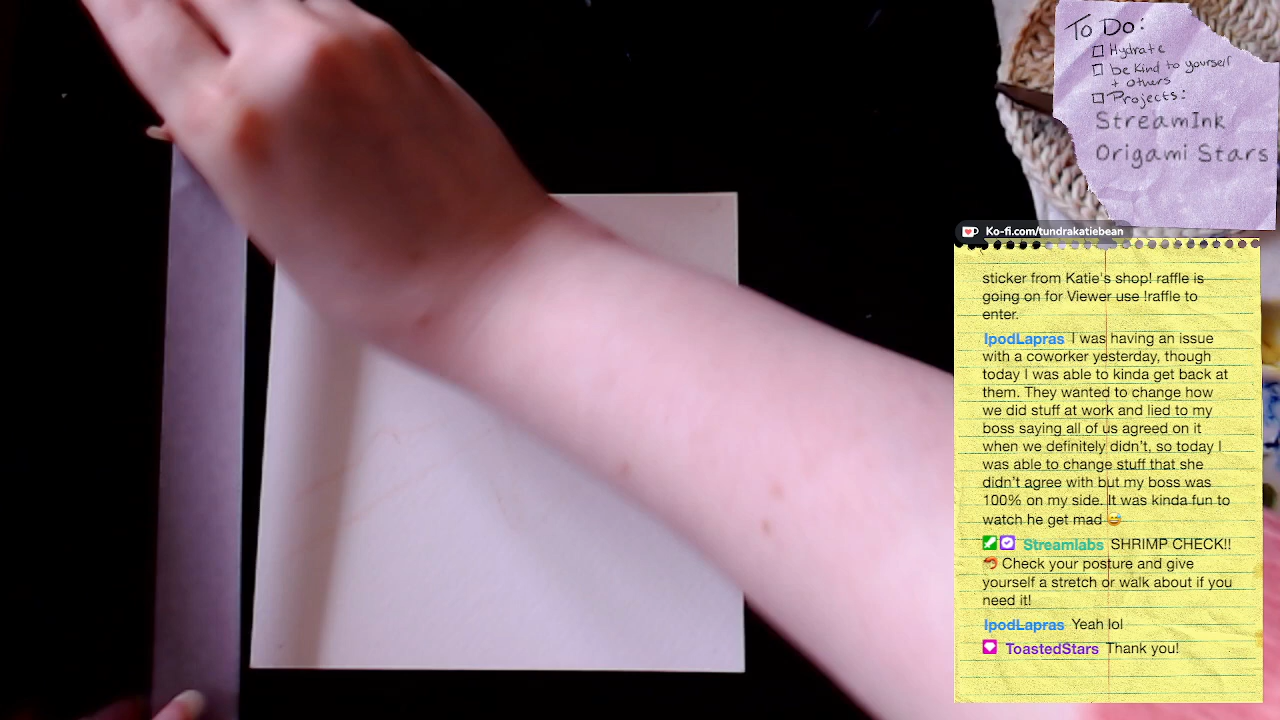 To Do:
Hydrate
be kind to yourself
+ others
Projects:
StreamInk
Origami Stars
Ko-fi.com/tundrakatiebean
sticker from Katie's shop! raffle is
going on for Viewer use !raffle to
enter.
IpodLapras I was having an issue
with a coworker yesterday, though
today I was able to kinda get back at
them. They wanted to change how
we did stuff at work and lied to my
boss saying all of us agreed on it
when we definitely didn't, so today I
was able to change stuff that she
didn't agree with but my boss was
100% on my side. It was kinda fun to
watch he get mad 😅
Streamlabs SHRIMP CHECK!!
🦐 Check your posture and give
yourself a stretch or walk about if you
need it!
IpodLapras Yeah lol
ToastedStars Thank you!